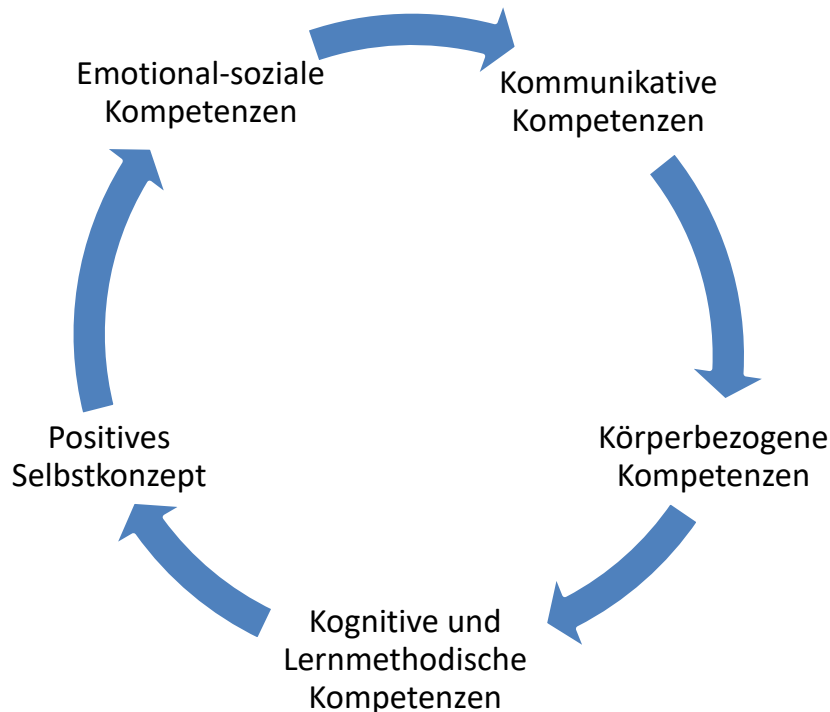 Emotional-soziale
Kompetenzen
Kommunikative
Kompetenzen
Körperbezogene
Kompetenzen
Kognitive und
Lernmethodische
Kompetenzen
Positives
Selbstkonzept